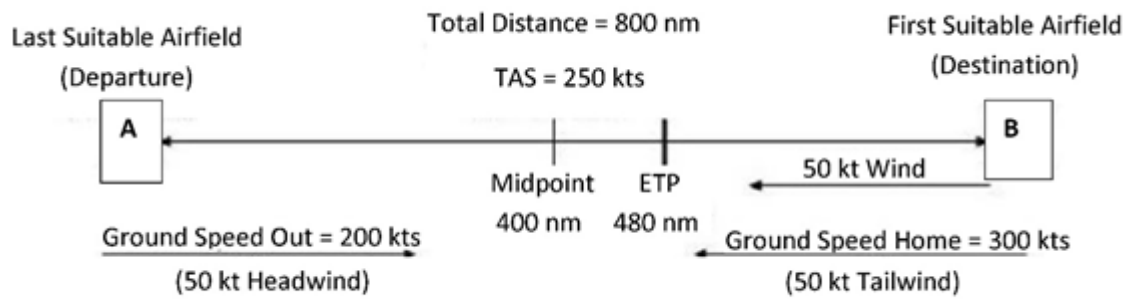 Total Distance = 800 nm
Last Suitable Airfield
(Departure)
First Suitable Airfield
(Destination)
TAS = 250 kts
A
B
50 kt Wind
Midpoint
400 nm
ETP
480 nm
Ground Speed Out = 200 kts
(50 kt Headwind)
Ground Speed Home = 300 kts
(50 kt Tailwind)